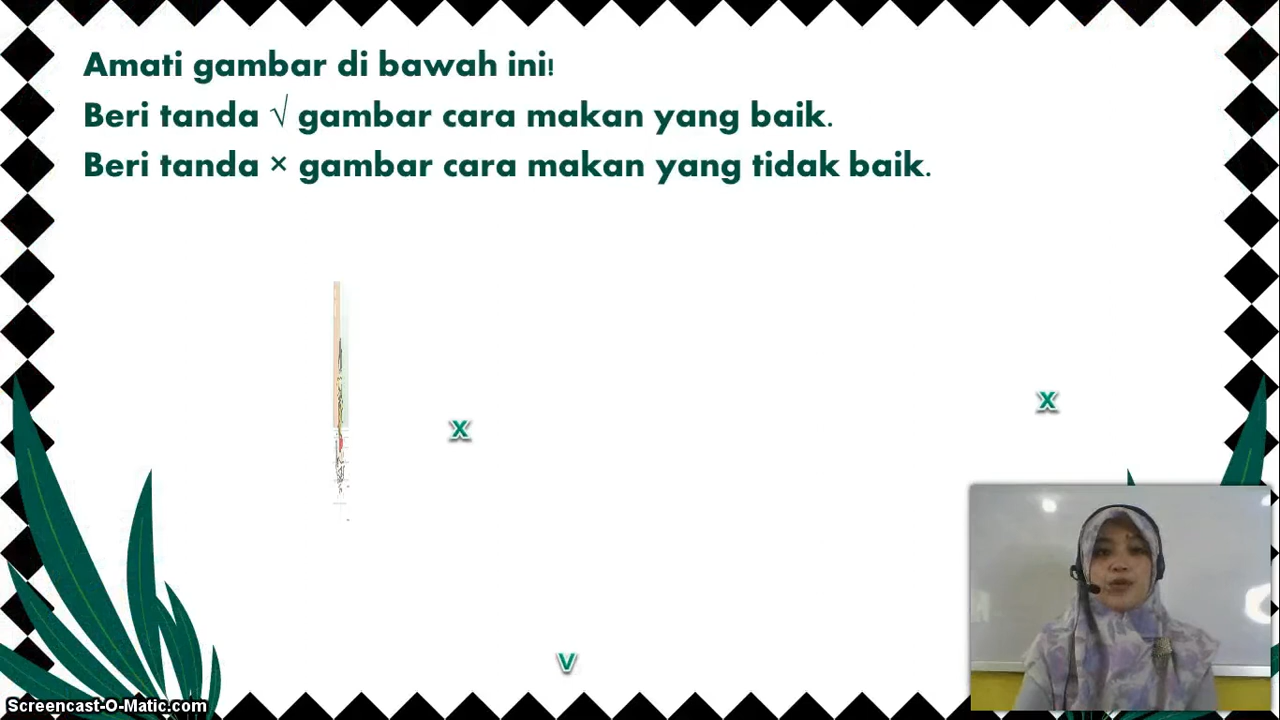 Amati gambar di bawah ini!
Beri tanda √ gambar cara makan yang baik.
Beri tanda × gambar cara makan yang tidak baik.
X
X
V
Screencast-O-Matic.com